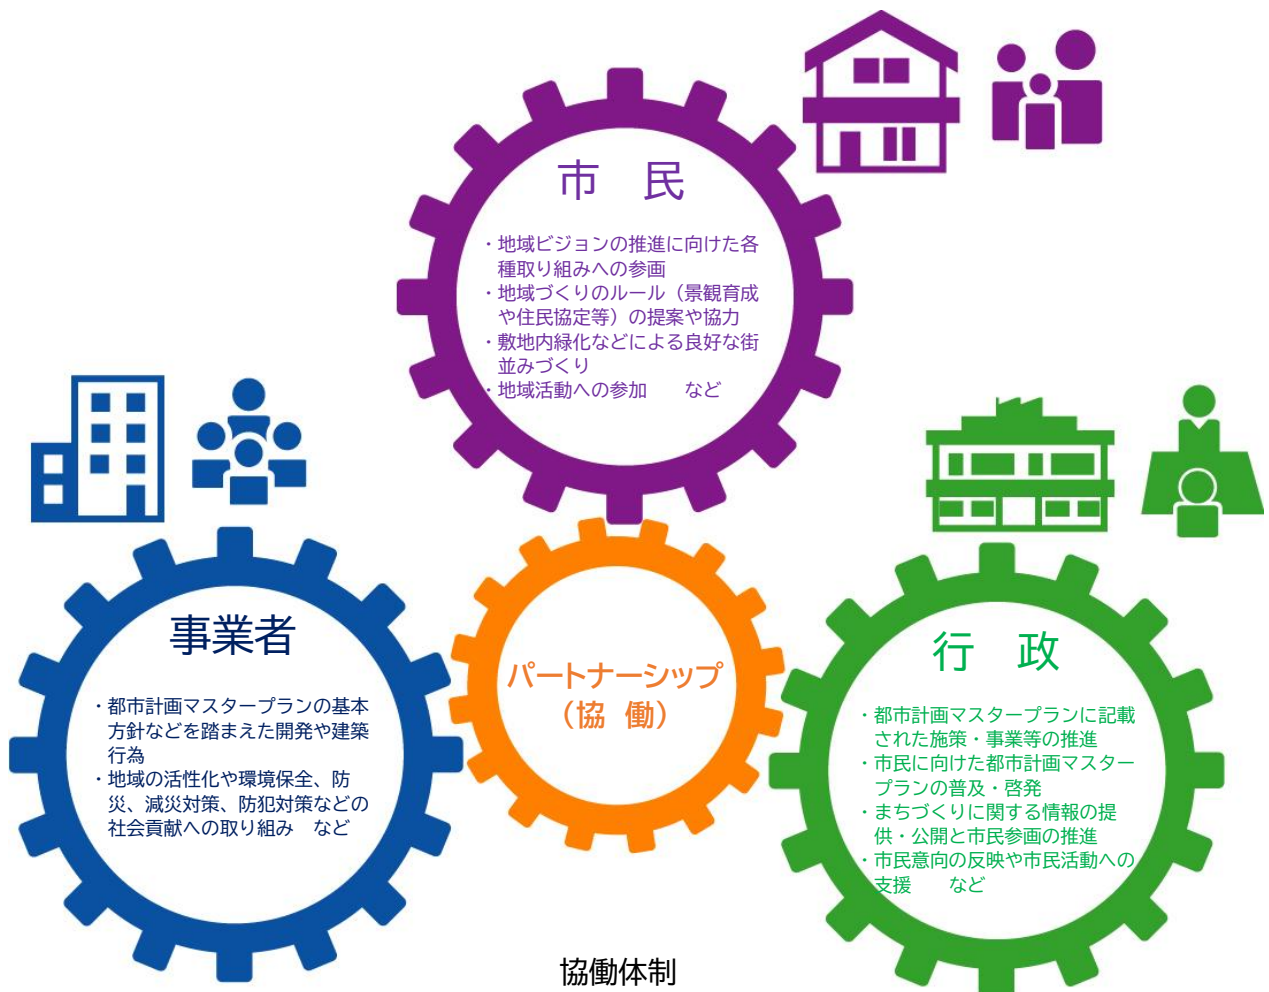 市　民
・地域ビジョンの推進に向けた各
種取り組みへの参画
・地域づくりのルール（景観育成
や住民協定等）の提案や協力
・敷地内緑化などによる良好な街
並みづくり
・地域活動への参加　　など
事業者
・都市計画マスタープランの基本
方針などを踏まえた開発や建築
行為
・地域の活性化や環境保全、防
災、減災対策、防犯対策などの
社会貢献への取り組み　など
パートナーシップ
（協　働）
行　政
・都市計画マスタープランに記載
された施策・事業等の推進
・市民に向けた都市計画マスター
プランの普及・啓発
・まちづくりに関する情報の提
供・公開と市民参画の推進
・市民意向の反映や市民活動への
支援　　など
協働体制